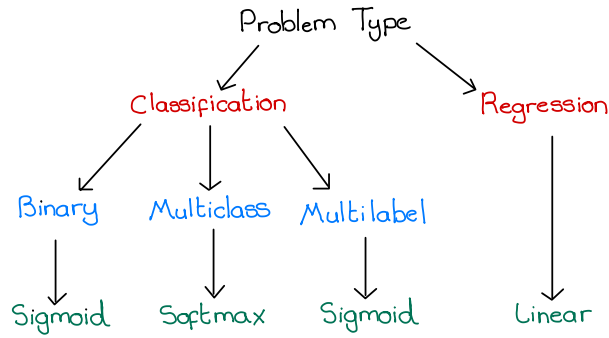 Problem Type
Classification
Regression
Binary
Multiclass
Multilabel
Sigmoid
Softmax
Sigmoid
Linear